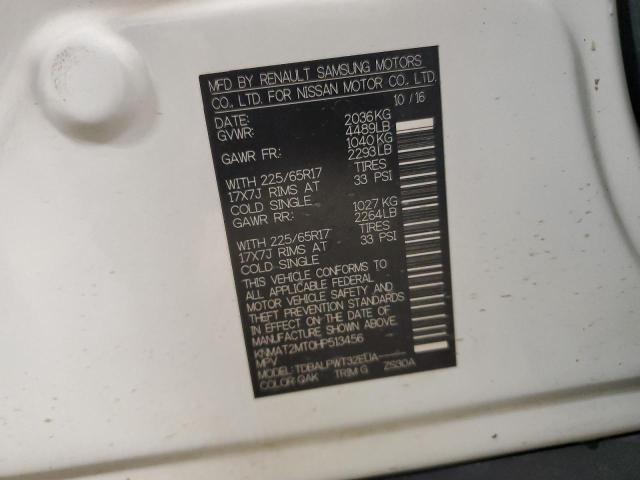 MFD BY RENAULT SAMSUNG MOTORS
CO., LTD. FOR NISSAN MOTOR CO., LTD.
DATE: 10 / 16
GVWR: 2036KG
4489LB
GAWR FR: 1040 KG
2293LB
WITH 225/65R17 TIRES
17X7J RIMS AT 33 PSI
COLD SINGLE
GAWR RR: 1027 KG
2264LB
WITH 225/65R17 TIRES
17X7J RIMS AT 33 PSI
COLD SINGLE
THIS VEHICLE CONFORMS TO
ALL APPLICABLE FEDERAL
MOTOR VEHICLE SAFETY AND
THEFT PREVENTION STANDARDS
IN EFFECT ON THE DATE OF
MANUFACTURE SHOWN ABOVE.
KNMAT2MT0HP513456
MPV
MODEL: TDBALPWT32EUA-----
COLOR: QAK TRIM: G ZS30A